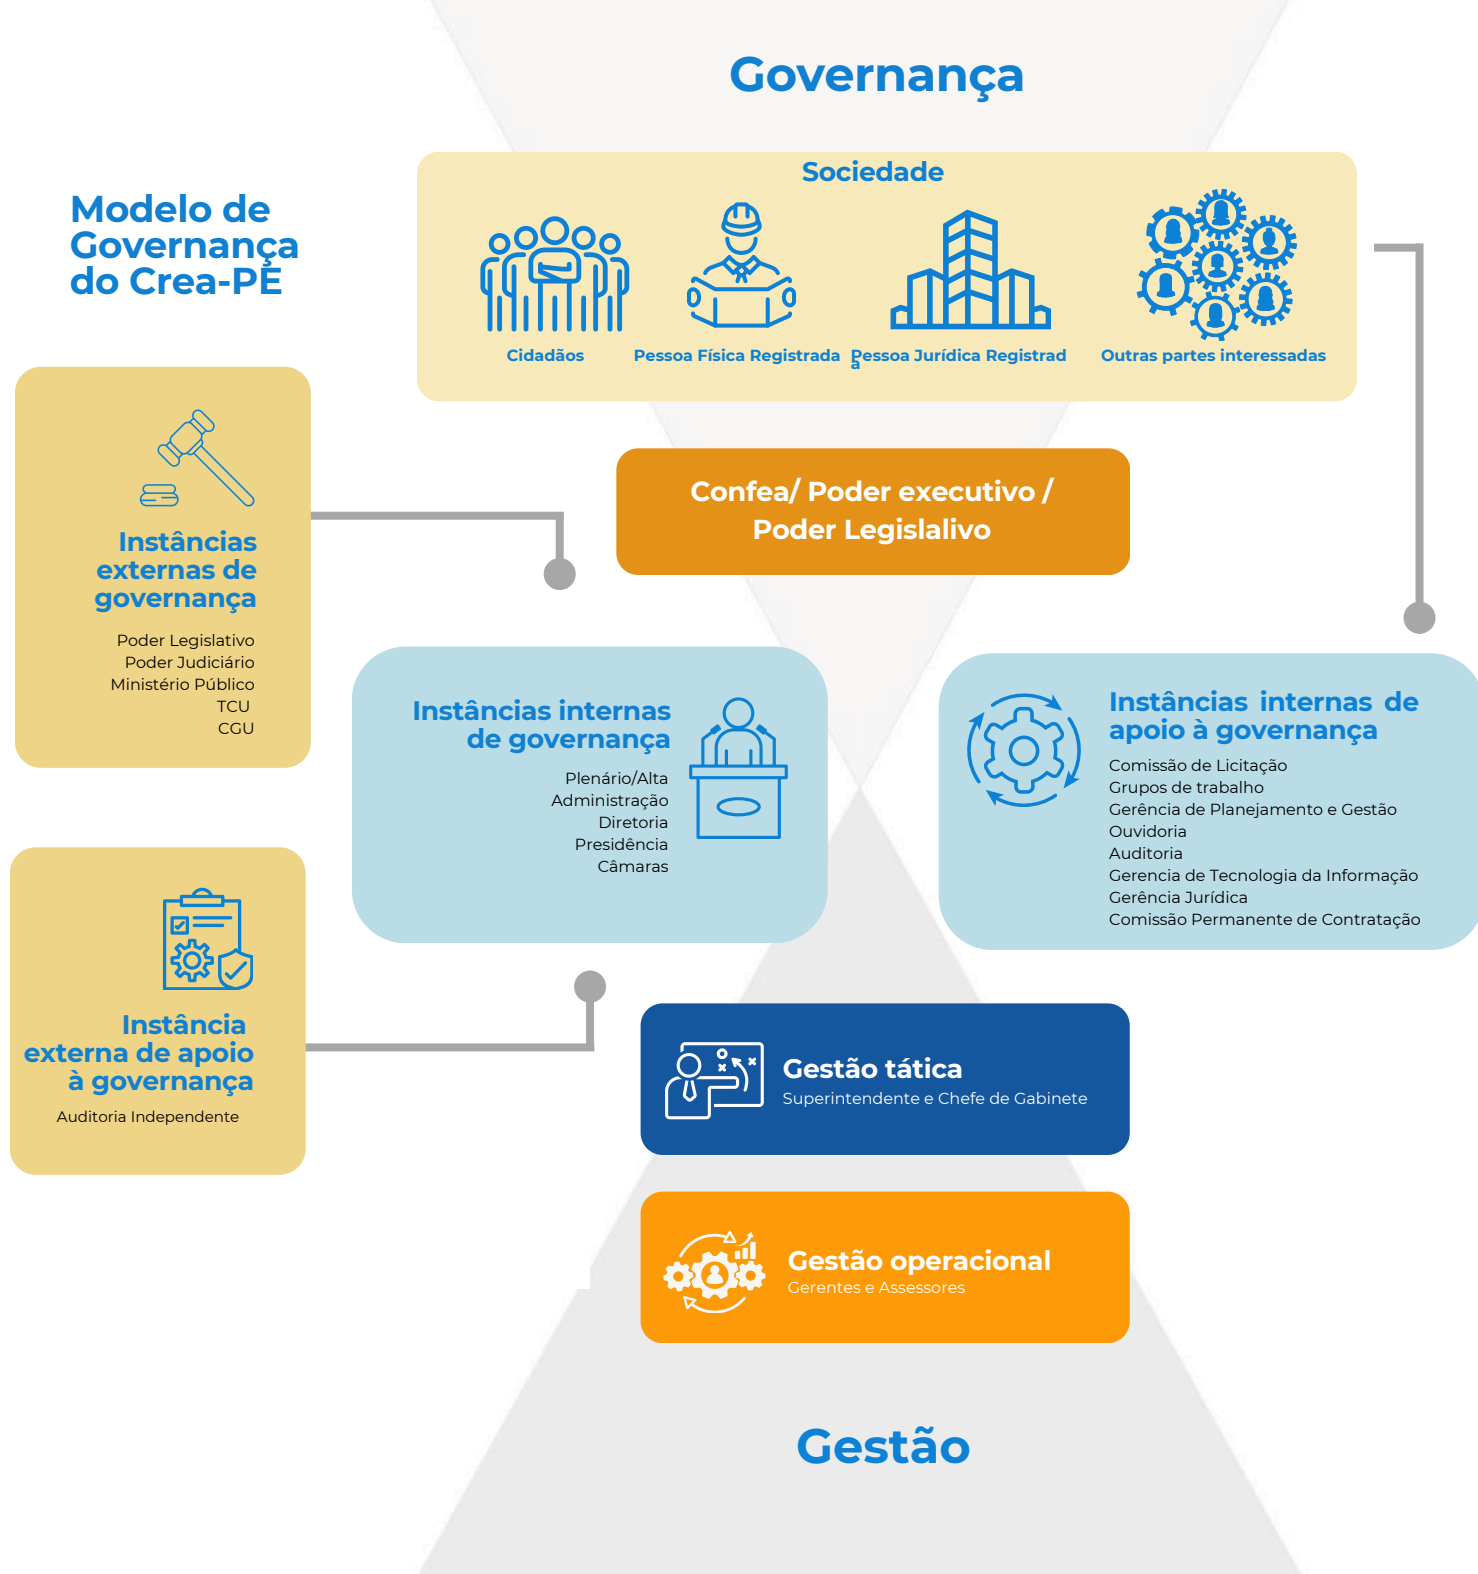 Governança
Modelo de
Governança
do Crea-PE
Sociedade
Cidadãos
Pessoa Física Registrada
Pessoa Jurídica Registrad
a
Outras partes interessadas
Confea/ Poder executivo /
Poder Legislalivo
Instâncias
externas de
governança
Poder Legislativo
Poder Judiciário
Ministério Público
TCU
CGU
Instâncias internas
de governança
Plenário/Alta
Administração
Diretoria
Presidência
Câmaras
Instâncias internas de
apoio à governança
Comissão de Licitação
Grupos de trabalho
Gerência de Planejamento e Gestão
Ouvidoria
Auditoria
Gerencia de Tecnologia da Informação
Gerência Jurídica
Comissão Permanente de Contratação
Instância
externa de apoio
à governança
Auditoria Independente
Gestão tática
Superintendente e Chefe de Gabinete
Gestão operacional
Gerentes e Assessores
Gestão